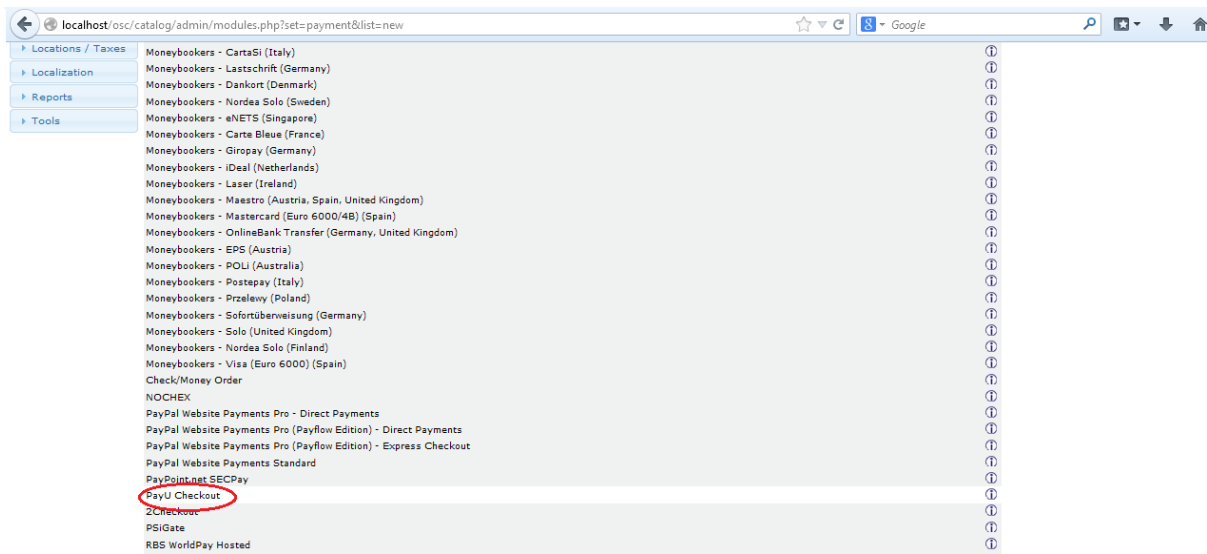 localhost/osc/catalog/admin/modules.php?set=payment&list=new
8 Google
Locations / Taxes
Localization
Reports
Tools
Moneybookers - CartaSi (Italy)
Moneybookers - Lastschrift (Germany)
Moneybookers - Dankort (Denmark)
Moneybookers - Nordea Solo (Sweden)
Moneybookers - eNETS (Singapore)
Moneybookers - Carte Bleue (France)
Moneybookers - Giropay (Germany)
Moneybookers - iDeal (Netherlands)
Moneybookers - Laser (Ireland)
Moneybookers - Maestro (Austria, Spain, United Kingdom)
Moneybookers - Mastercard (Euro 6000/4B) (Spain)
Moneybookers - OnlineBank Transfer (Germany, United Kingdom)
Moneybookers - EPS (Austria)
Moneybookers - POLi (Australia)
Moneybookers - Postepay (Italy)
Moneybookers - Przelewy (Poland)
Moneybookers - Sofortüberweisung (Germany)
Moneybookers - Solo (United Kingdom)
Moneybookers - Nordea Solo (Finland)
Moneybookers - Visa (Euro 6000) (Spain)
Check/Money Order
NOCHEX
PayPal Website Payments Pro - Direct Payments
PayPal Website Payments Pro (Payflow Edition) - Direct Payments
PayPal Website Payments Pro (Payflow Edition) - Express Checkout
PayPal Website Payments Standard
PayPoint.net SECPay
PayU Checkout
2Checkout
PSiGate
RBS WorldPay Hosted